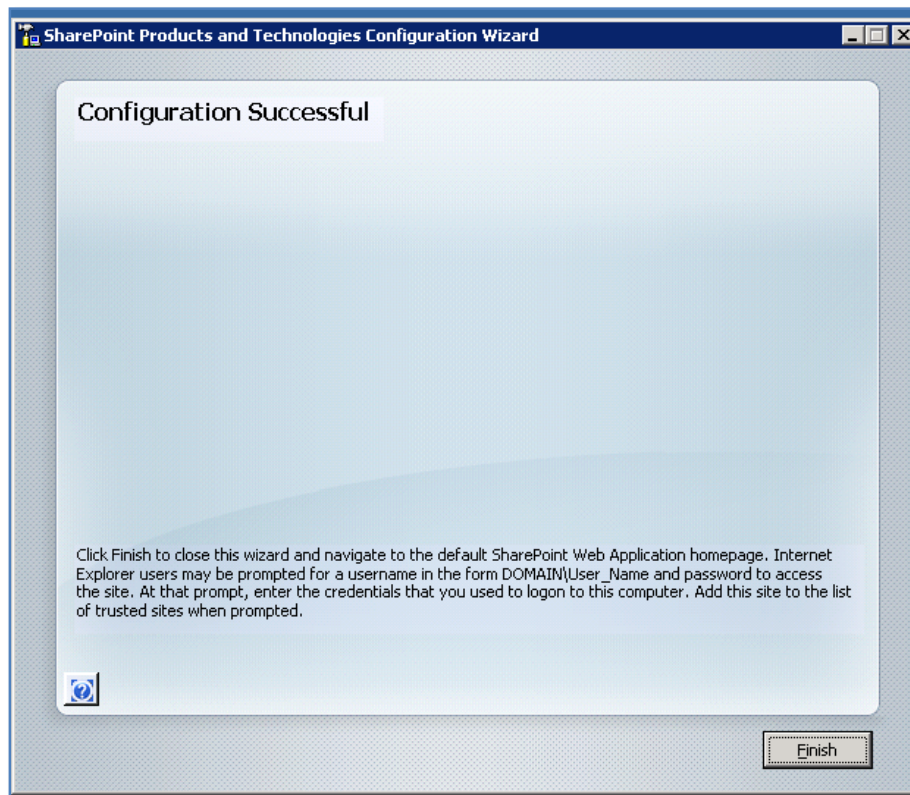 SharePoint Products and Technologies Configuration Wizard
Configuration Successful
Click Finish to close this wizard and navigate to the default SharePoint Web Application homepage. Internet
Explorer users may be prompted for a username in the form DOMAIN\User_Name and password to access
the site. At that prompt, enter the credentials that you used to logon to this computer. Add this site to the list
of trusted sites when prompted.
Finish